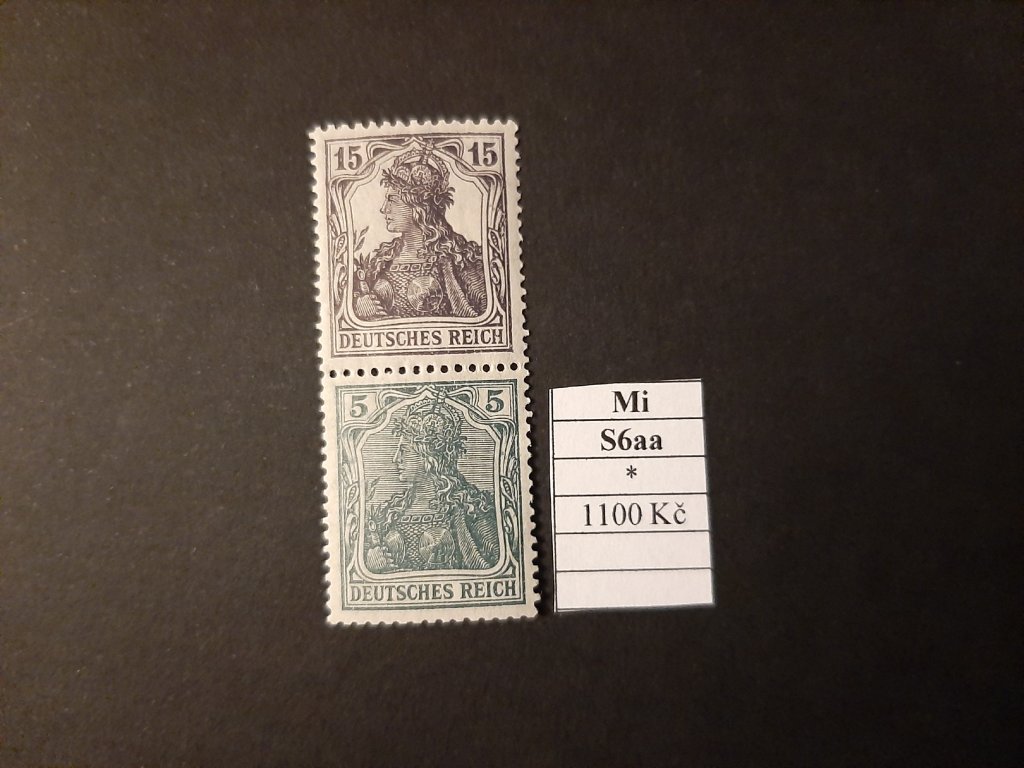 15 15
DEUTSCHES REICH
5 5
DEUTSCHES REICH
Mi
S6aa
*
1100 Kč